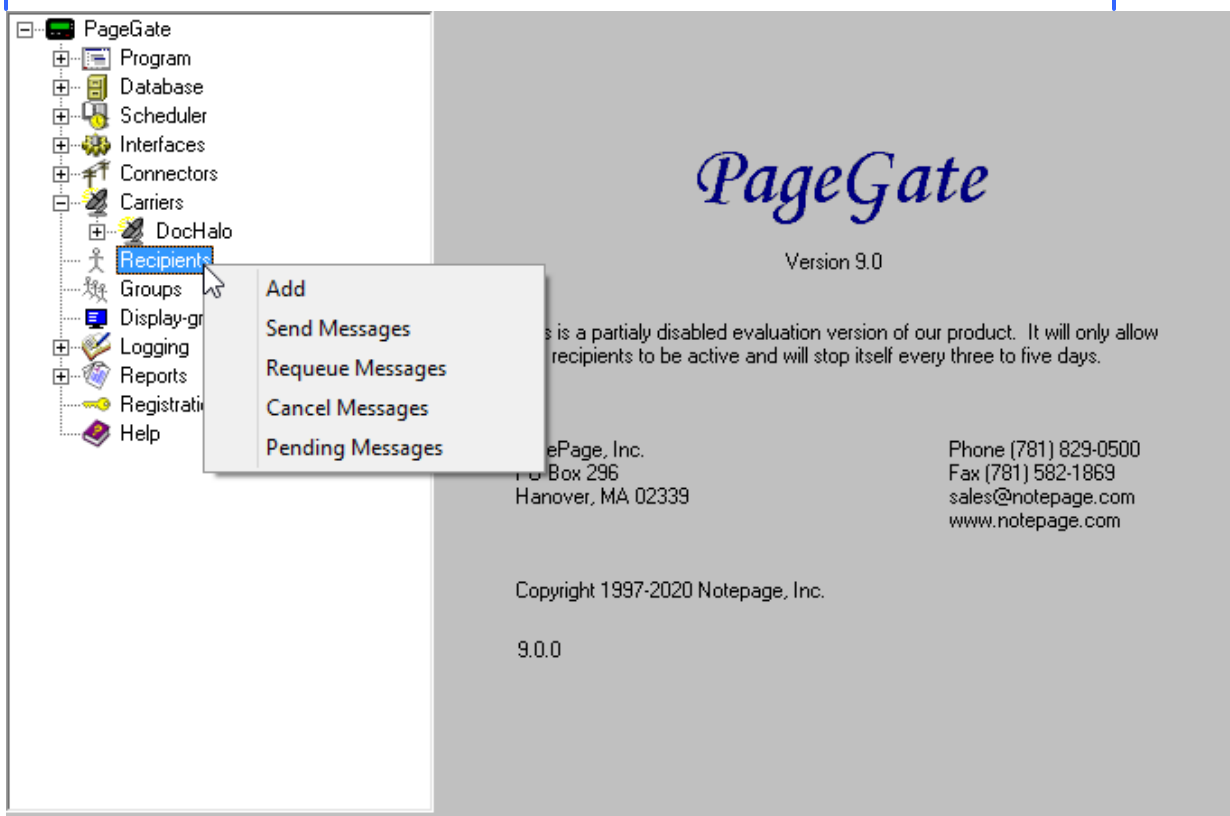 PageGate
Program
Database
Scheduler
Interfaces
Connectors
Carriers
DocHalo
Recipients
Groups
Display-gr
Logging
Reports
Registrati
Help
Add
Send Messages
Requeue Messages
Cancel Messages
Pending Messages
PageGate
Version 9.0
s is a partialy disabled evaluation version of our product. It will only allow
recipients to be active and will stop itself every three to five days.
ePage, Inc.
PO Box 296
Hanover, MA 02339
Phone (781) 829-0500
Fax (781) 582-1869
sales@notepage.com
www.notepage.com
Copyright 1997-2020 Notepage, Inc.
9.0.0